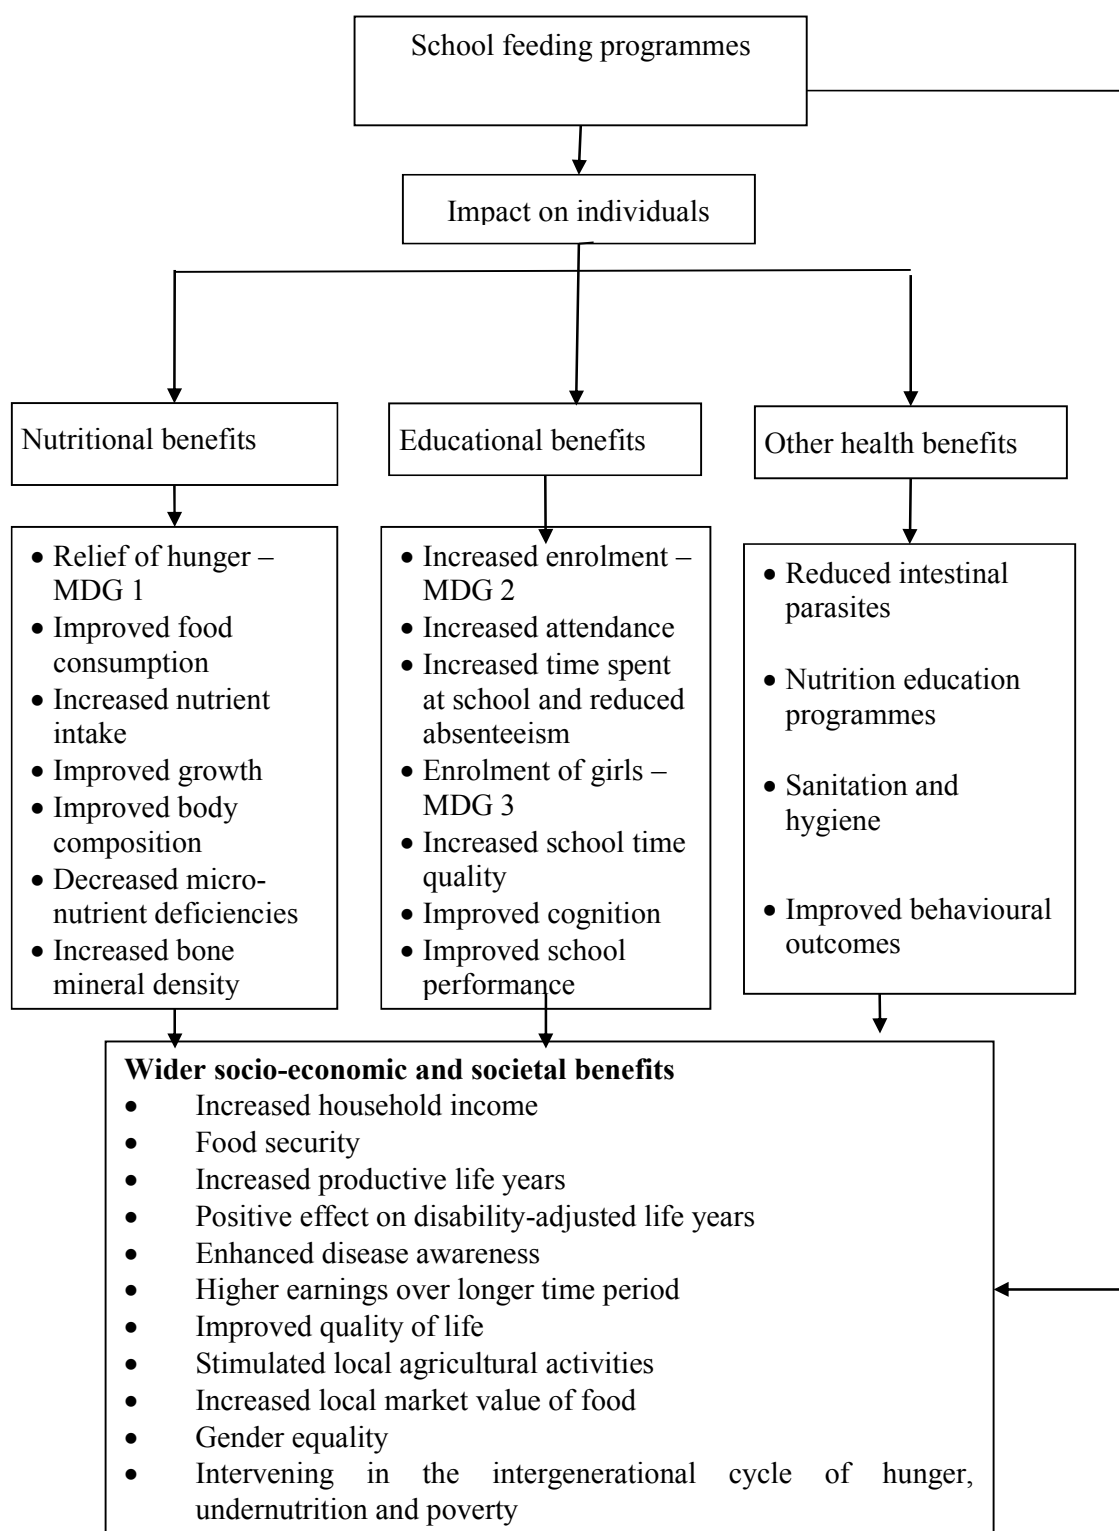 School feeding programmes
Impact on individuals
Nutritional benefits
Educational benefits
Other health benefits
• Relief of hunger –
MDG 1
• Improved food
consumption
• Increased nutrient
intake
• Improved growth
• Improved body
composition
• Decreased micro-
nutrient deficiencies
• Increased bone
mineral density
• Increased enrolment –
MDG 2
• Increased attendance
• Increased time spent
at school and reduced
absenteeism
• Enrolment of girls –
MDG 3
• Increased school time
quality
• Improved cognition
• Improved school
performance
• Reduced intestinal
parasites
• Nutrition education
programmes
• Sanitation and
hygiene
• Improved behavioural
outcomes
Wider socio-economic and societal benefits
• Increased household income
• Food security
• Increased productive life years
• Positive effect on disability-adjusted life years
• Enhanced disease awareness
• Higher earnings over longer time period
• Improved quality of life
• Stimulated local agricultural activities
• Increased local market value of food
• Gender equality
• Intervening in the intergenerational cycle of hunger,
undernutrition and poverty